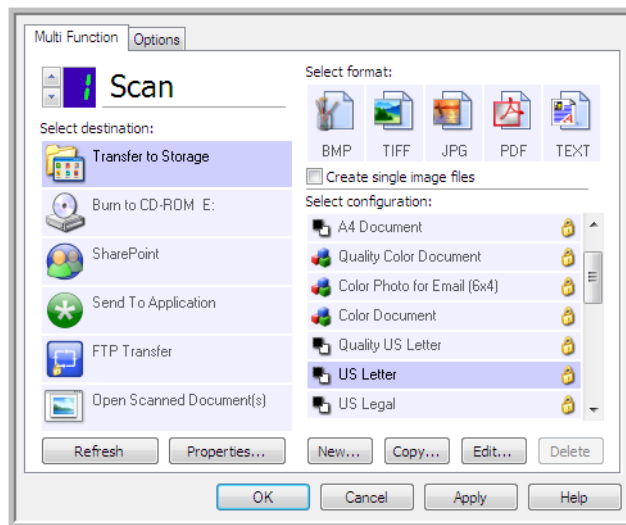 Multi Function
Options
1
Scan
Select destination:
Transfer to Storage
Burn to CD-ROM E:
SharePoint
Send To Application
FTP Transfer
Open Scanned Document(s)
Refresh
Properties...
Select format:
BMP
TIFF
JPG
PDF
TEXT
Create single image files
Select configuration:
A4 Document
Quality Color Document
Color Photo for Email (6x4)
Color Document
Quality US Letter
US Letter
US Legal
New...
Copy...
Edit...
Delete
OK
Cancel
Apply
Help